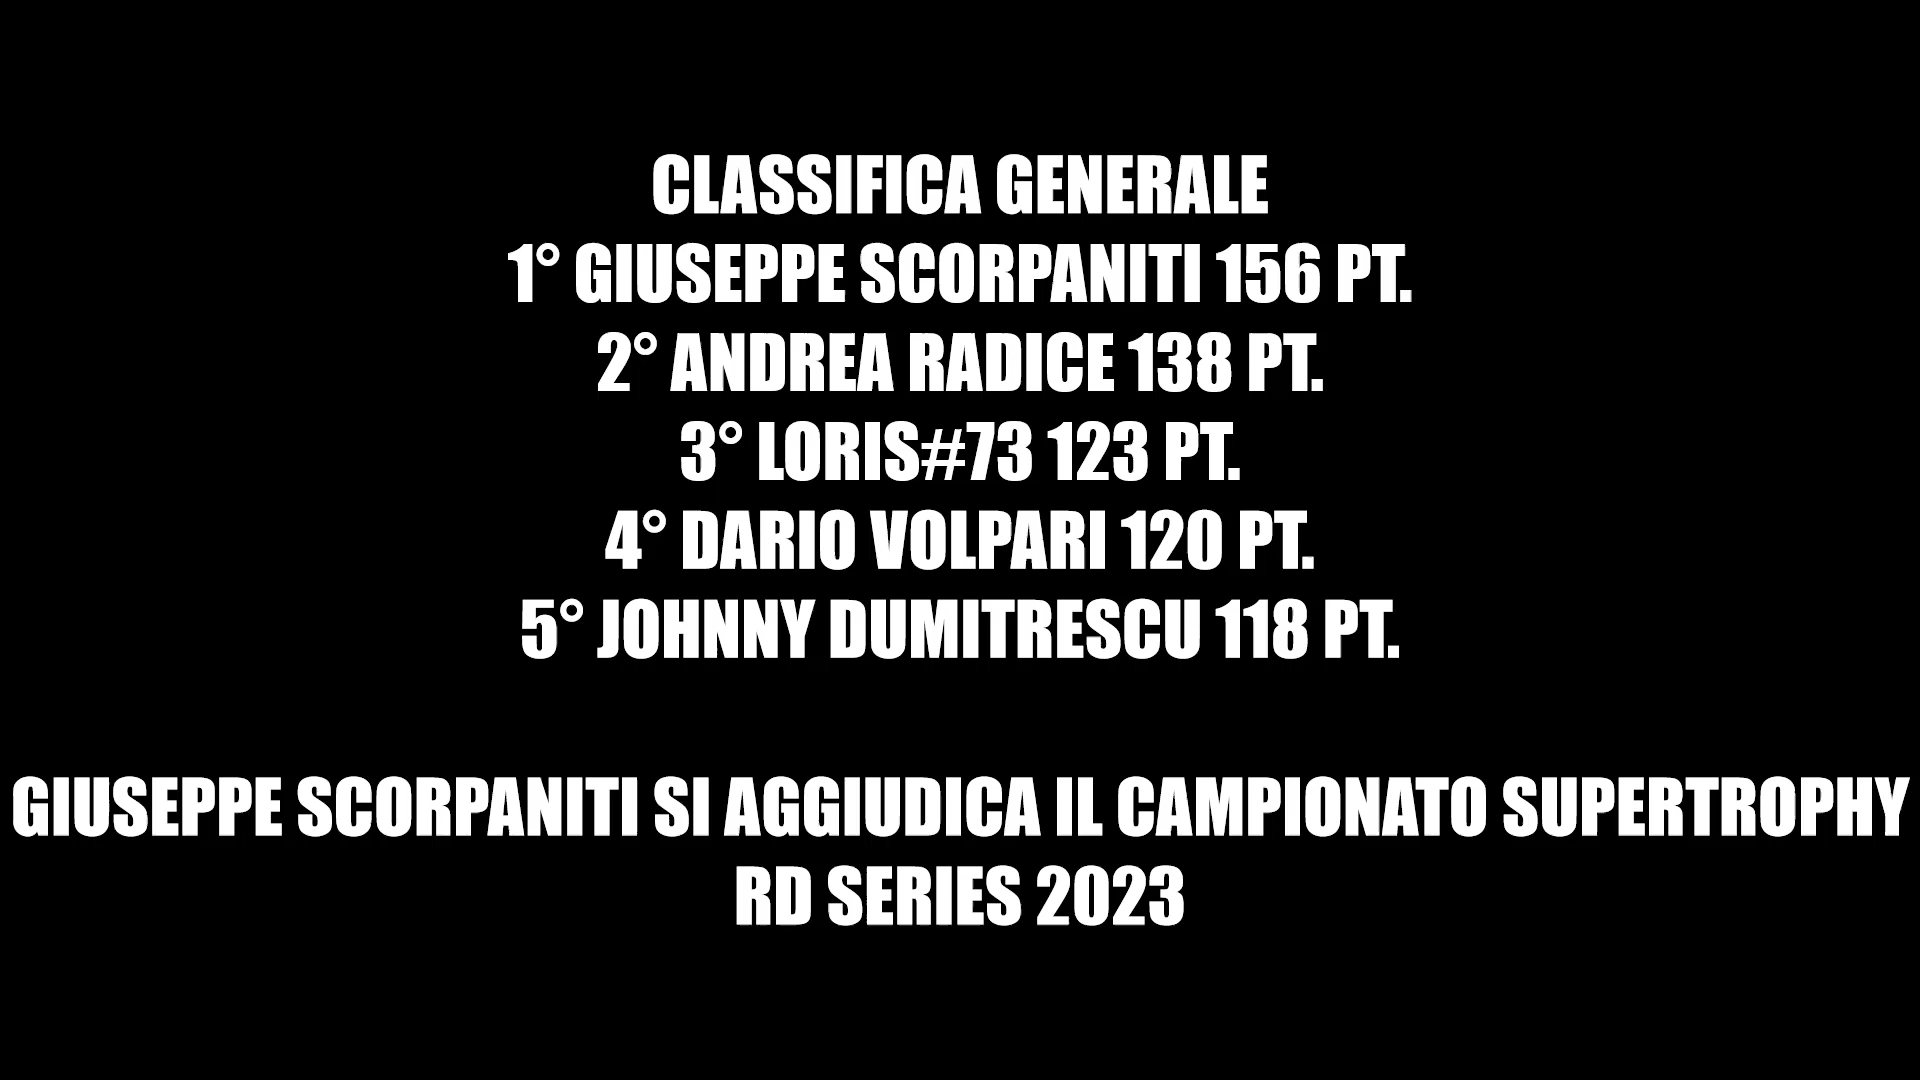 CLASSIFICA GENERALE
1° GIUSEPPE SCORPANITI 156 PT.
2° ANDREA RADICE 138 PT.
3° LORIS#73 123 PT.
4° DARIO VOLPARI 120 PT.
5° JOHNNY DUMITRESCU 118 PT.
GIUSEPPE SCORPANITI SI AGGIUDICA IL CAMPIONATO SUPERTROPHY
RD SERIES 2023